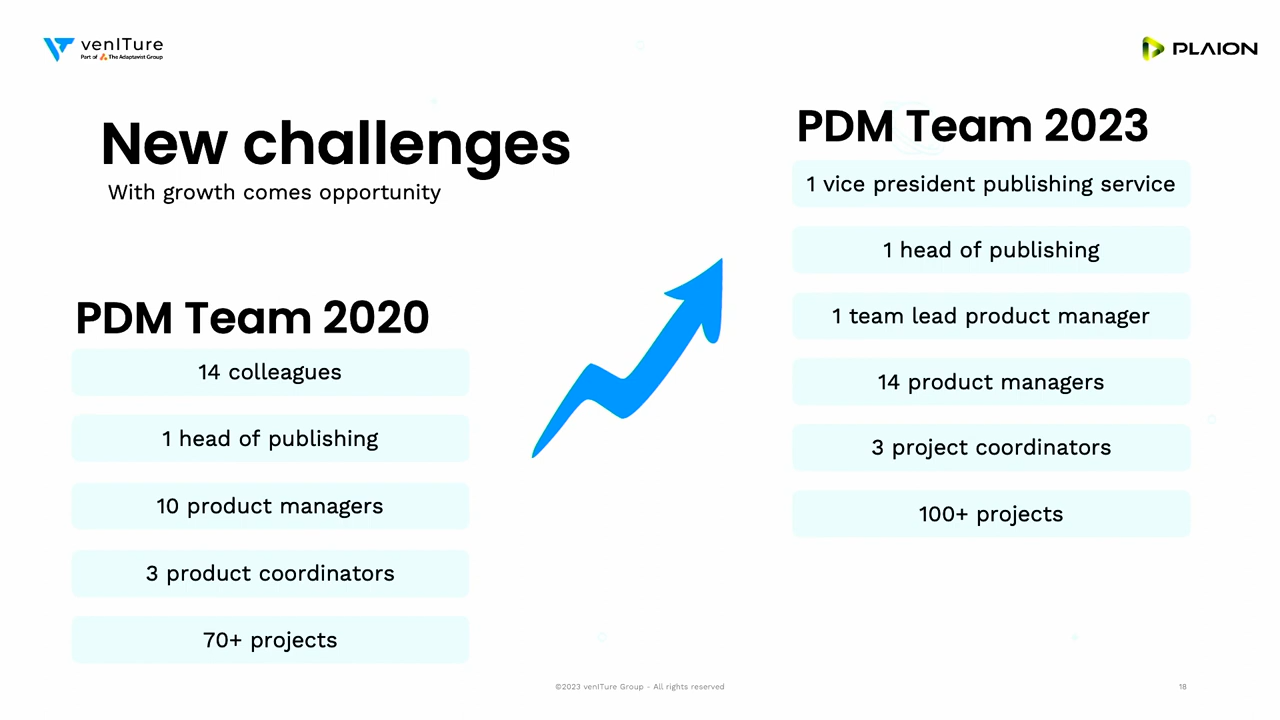 venITure
Part of The Adaptavist Group
PLAION
New challenges
With growth comes opportunity
PDM Team 2020
14 colleagues
1 head of publishing
10 product managers
3 product coordinators
70+ projects
PDM Team 2023
1 vice president publishing service
1 head of publishing
1 team lead product manager
14 product managers
3 project coordinators
100+ projects
©2023 venITure Group - All rights reserved
18